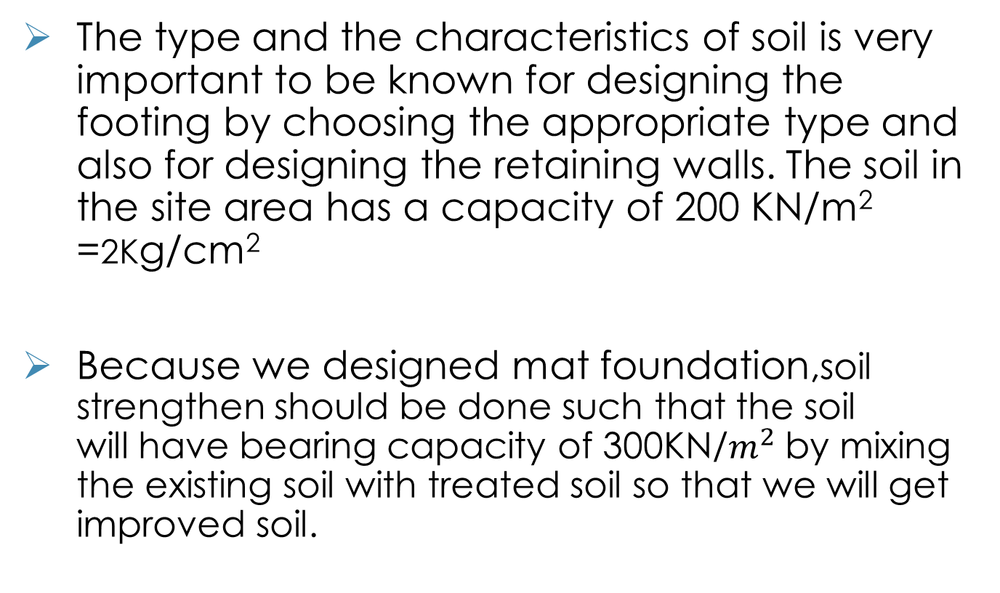 ➢ The type and the characteristics of soil is very
important to be known for designing the
footing by choosing the appropriate type and
also for designing the retaining walls. The soil in
the site area has a capacity of 200 KN/m²
=2Kg/cm²
➢ Because we designed mat foundation,soil
strengthen should be done such that the soil
will have bearing capacity of 300KN/𝑚² by mixing
the existing soil with treated soil so that we will get
improved soil.